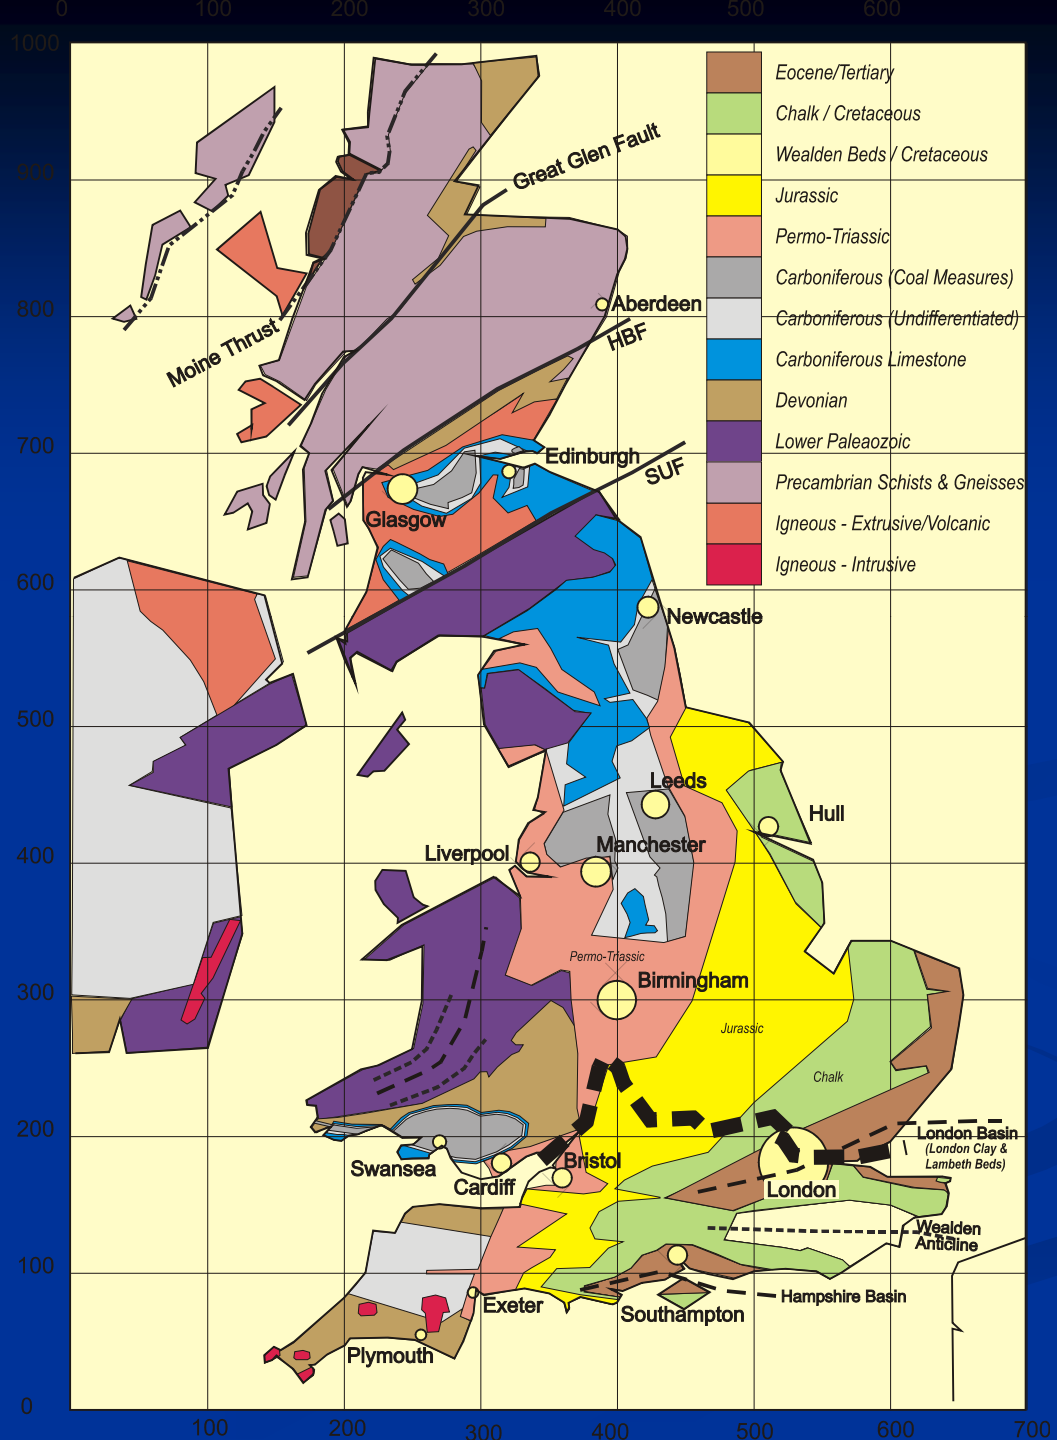 0 100 200 300 400 500 600
1000
900
800
700
600
500
400
300
200
100
0
Eocene/Tertiary
Chalk / Cretaceous
Wealden Beds / Cretaceous
Jurassic
Permo-Triassic
Carboniferous (Coal Measures)
Carboniferous (Undifferentiated)
Carboniferous Limestone
Devonian
Lower Paleaozoic
Precambrian Schists & Gneisses
Igneous - Extrusive/Volcanic
Igneous - Intrusive
Great Glen Fault
Aberdeen
HBF
Moine Thrust
Edinburgh
SUF
Glasgow
Newcastle
Leeds
Hull
Manchester
Liverpool
Permo-Triassic
Birmingham
Jurassic
Chalk
London Basin
(London Clay &
Lambeth Beds)
Swansea
Bristol
Cardiff
London
Wealden
Anticline
Hampshire Basin
Exeter
Southampton
Plymouth
100 200 300 400 500 600 700